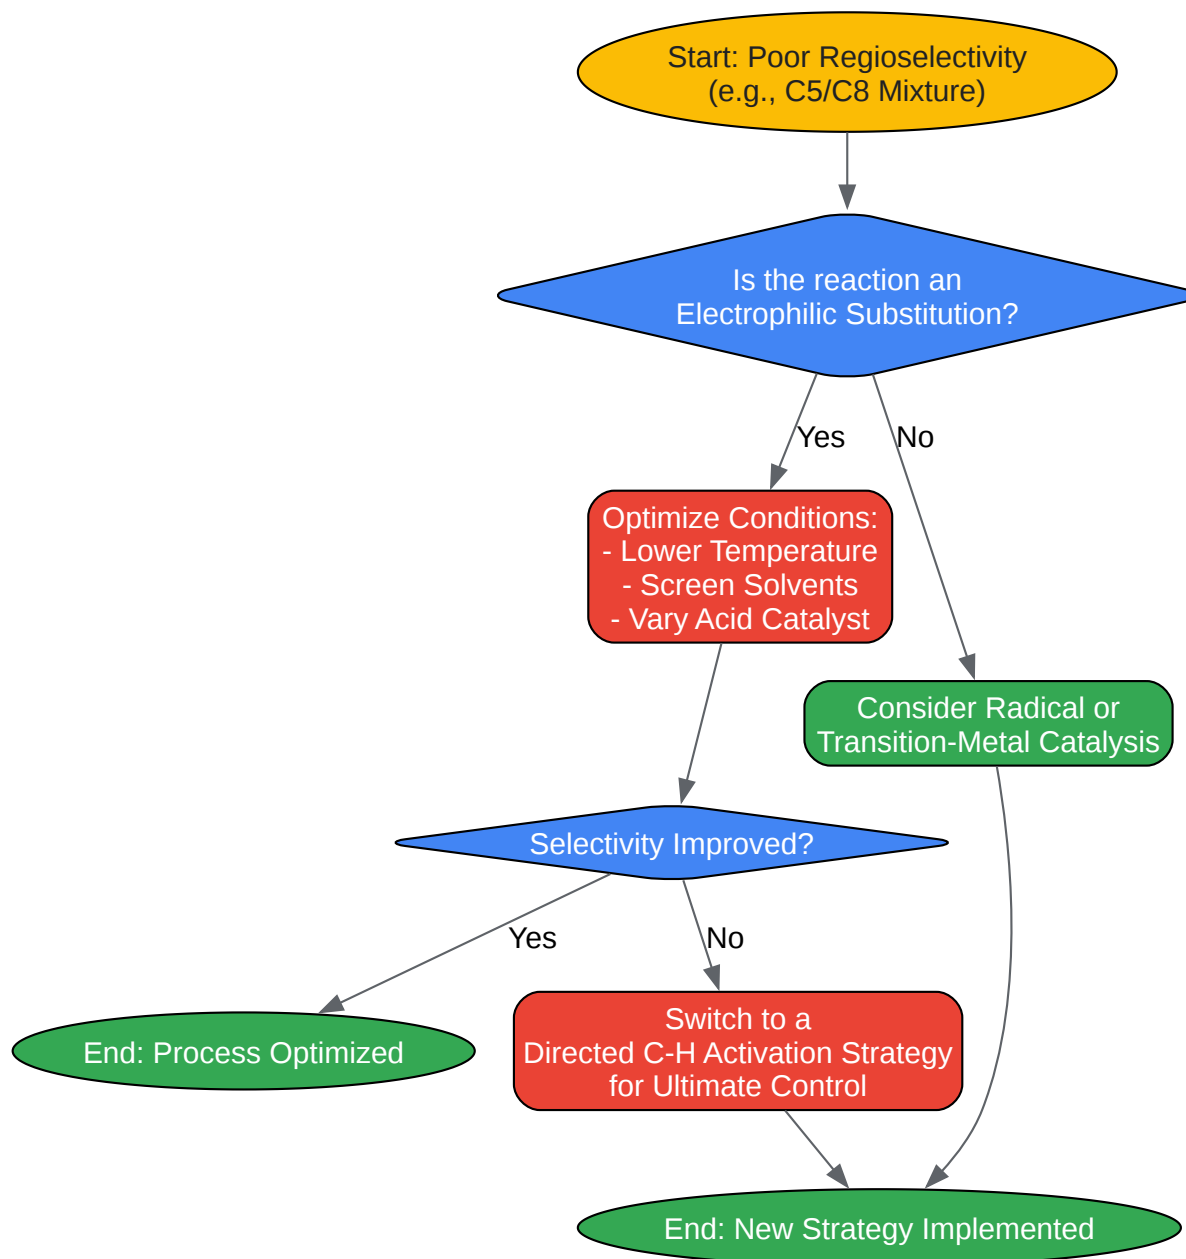 Start: Poor Regioselectivity
(e.g., C5/C8 Mixture)
Is the reaction an
Electrophilic Substitution?
Yes
No
Optimize Conditions:
- Lower Temperature
- Screen Solvents
- Vary Acid Catalyst
Consider Radical or
Transition-Metal Catalysis
Selectivity Improved?
Yes
No
End: Process Optimized
Switch to a
Directed C-H Activation Strategy
for Ultimate Control
End: New Strategy Implemented